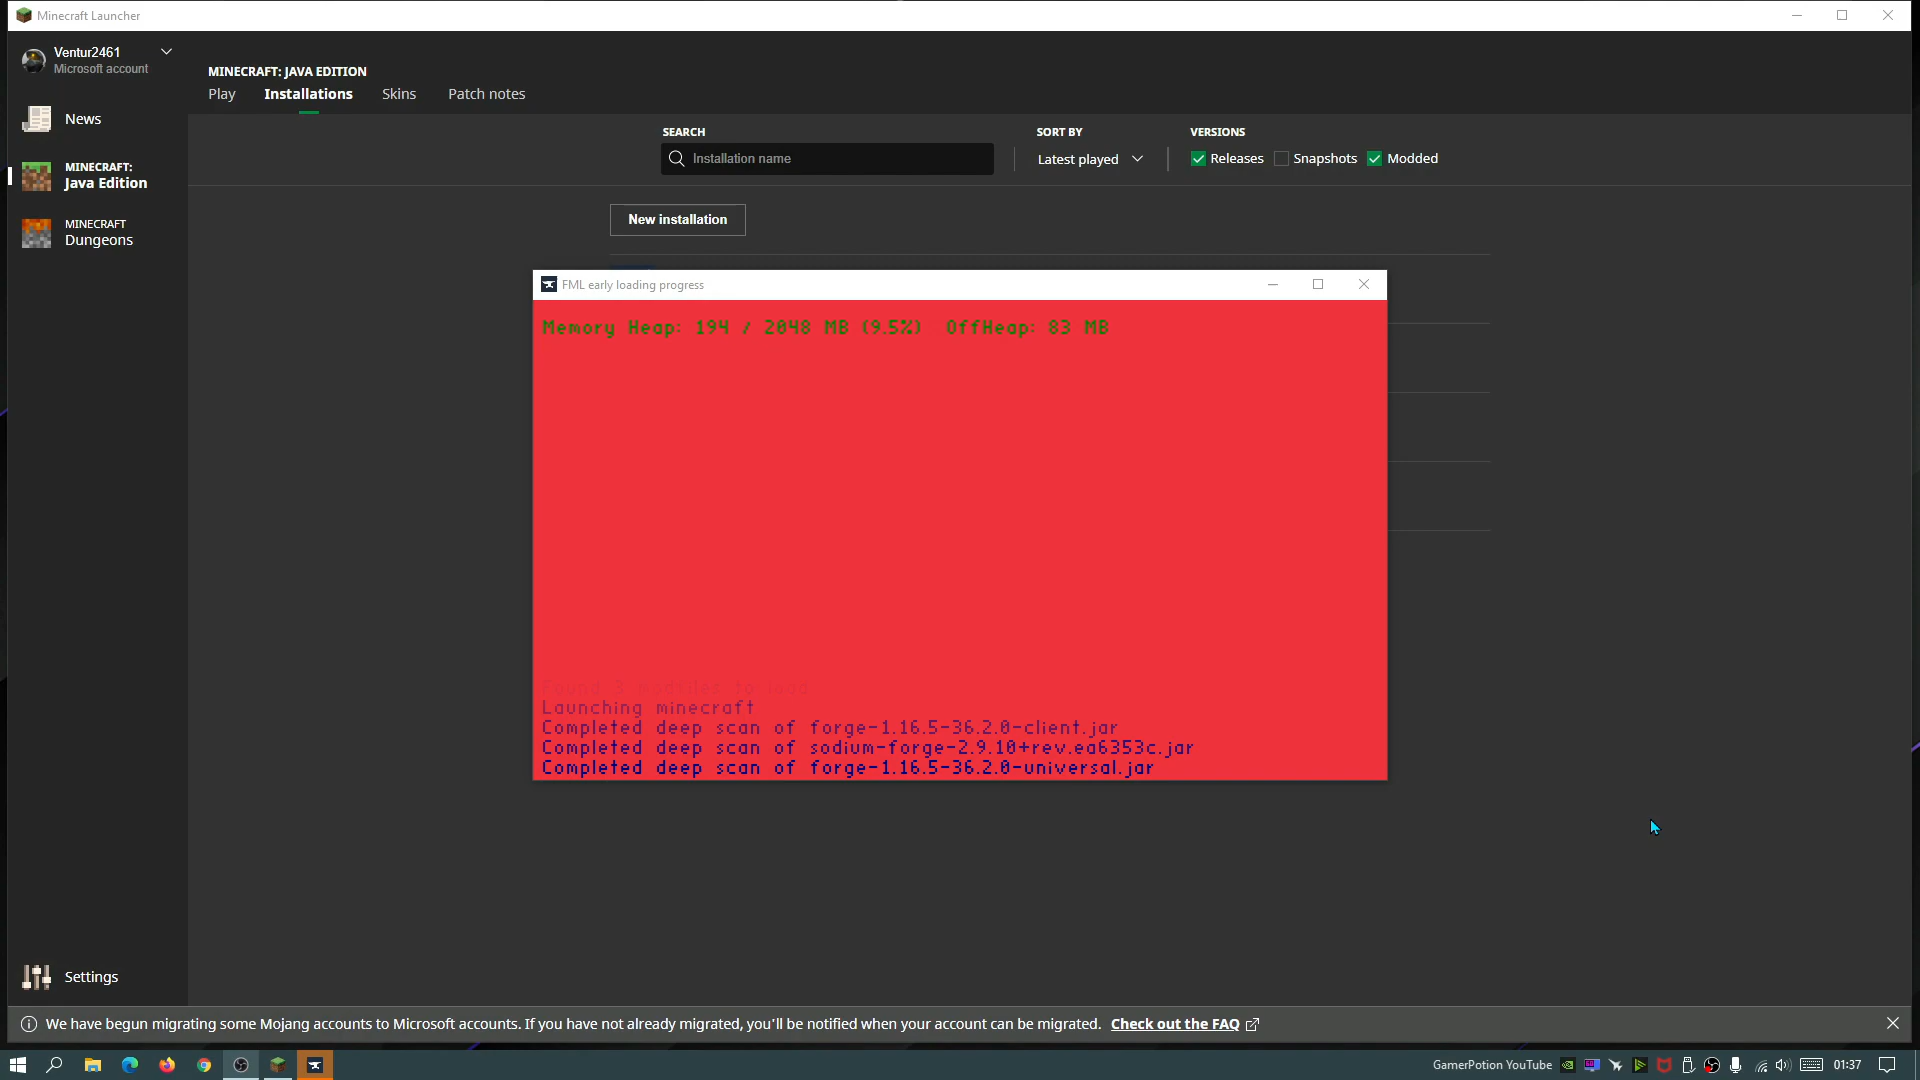 Minecraft Launcher
Ventur2461
Microsoft account
News
MINECRAFT:
Java Edition
MINECRAFT
Dungeons
Settings
MINECRAFT: JAVA EDITION
Play Installations Skins Patch notes
SEARCH
Installation name
SORT BY
Latest played
VERSIONS
Releases Snapshots Modded
New installation
FML early loading progress
Memory Heap: 194 / 2048 MB (9.5%) OffHeap: 83 MB
Found 3 to load
Launching minecraft
Completed deep scan of forge-1.16.5-36.2.0-client.jar
Completed deep scan of sodium-forge-2.9.10+rev.ea6353c.jar
Completed deep scan of forge-1.16.5-36.2.0-universal.jar
We have begun migrating some Mojang accounts to Microsoft accounts. If you have not already migrated, you'll be notified when your account can be migrated. Check out the FAQ
GamerPotion YouTube
01:37